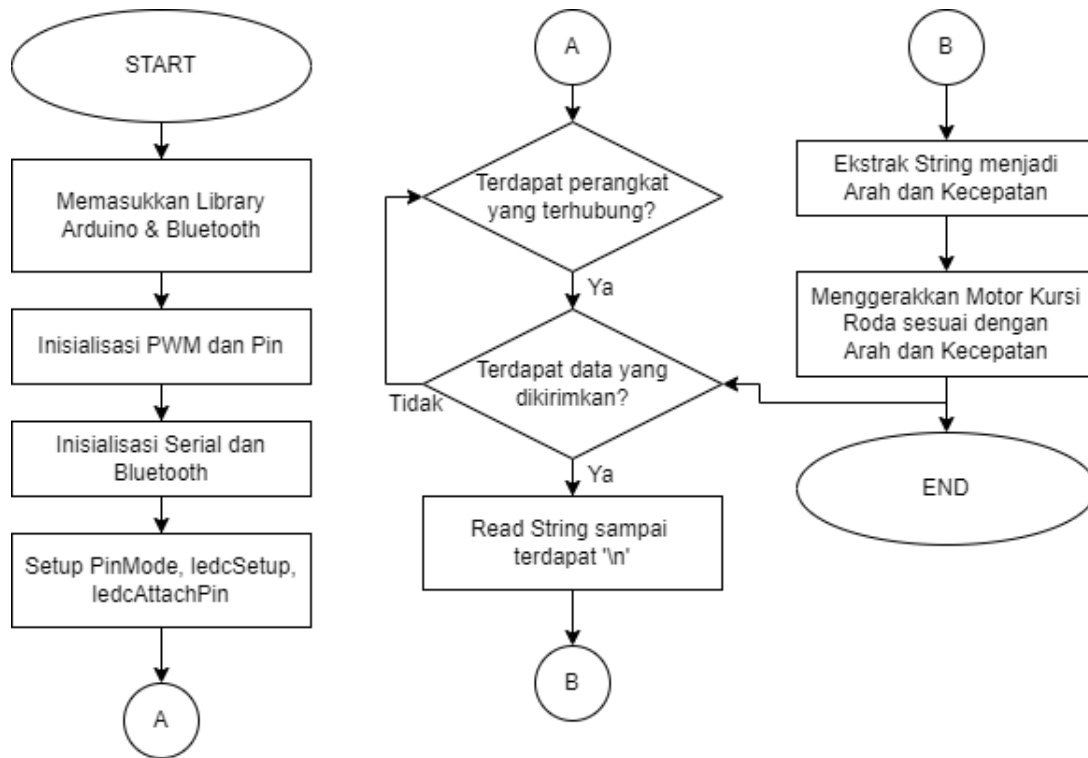 START
Memasukkan Library
Arduino & Bluetooth
Inisialisasi PWM dan Pin
Inisialisasi Serial dan
Bluetooth
Setup PinMode, ledcSetup,
ledcAttachPin
A
A
Terdapat perangkat
yang terhubung?
Ya
Terdapat data yang
dikirimkan?
Tidak
Ya
Read String sampai
terdapat '\n'
B
B
Ekstrak String menjadi
Arah dan Kecepatan
Menggerakkan Motor Kursi
Roda sesuai dengan
Arah dan Kecepatan
END